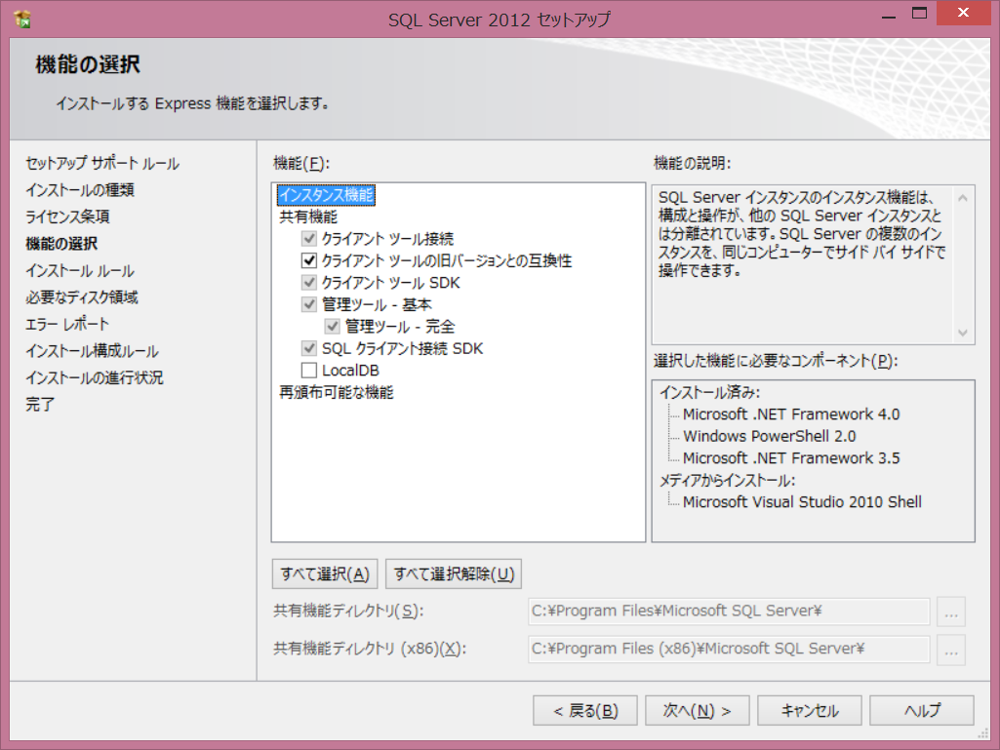 SQL Server 2012 セットアップ
機能の選択
インストールする Express 機能を選択します。
セットアップ サポート ルール
インストールの種類
ライセンス条項
機能の選択
インストール ルール
必要なディスク領域
エラー レポート
インストール構成ルール
インストールの進行状況
完了
機能(F):
インスタンス機能
共有機能
クライアント ツール接続
クライアント ツールの旧バージョンとの互換性
クライアント ツール SDK
管理ツール - 基本
管理ツール - 完全
SQL クライアント接続 SDK
LocalDB
再頒布可能な機能
機能の説明:
SQL Server インスタンスのインスタンス機能は、
構成と操作が、他の SQL Server インスタンスと
は分離されています。SQL Server の複数のイン
スタンスを、同じコンピューターでサイド バイ サイドで
操作できます。
選択した機能に必要なコンポーネント(P):
インストール済み:
Microsoft .NET Framework 4.0
Windows PowerShell 2.0
Microsoft .NET Framework 3.5
メディアからインストール:
Microsoft Visual Studio 2010 Shell
すべて選択(A)
すべて選択解除(U)
共有機能ディレクトリ(S):
C:¥Program Files¥Microsoft SQL Server¥
...
共有機能ディレクトリ (x86)(X):
C:¥Program Files (x86)¥Microsoft SQL Server¥
...
< 戻る(B)
次へ(N) >
キャンセル
ヘルプ